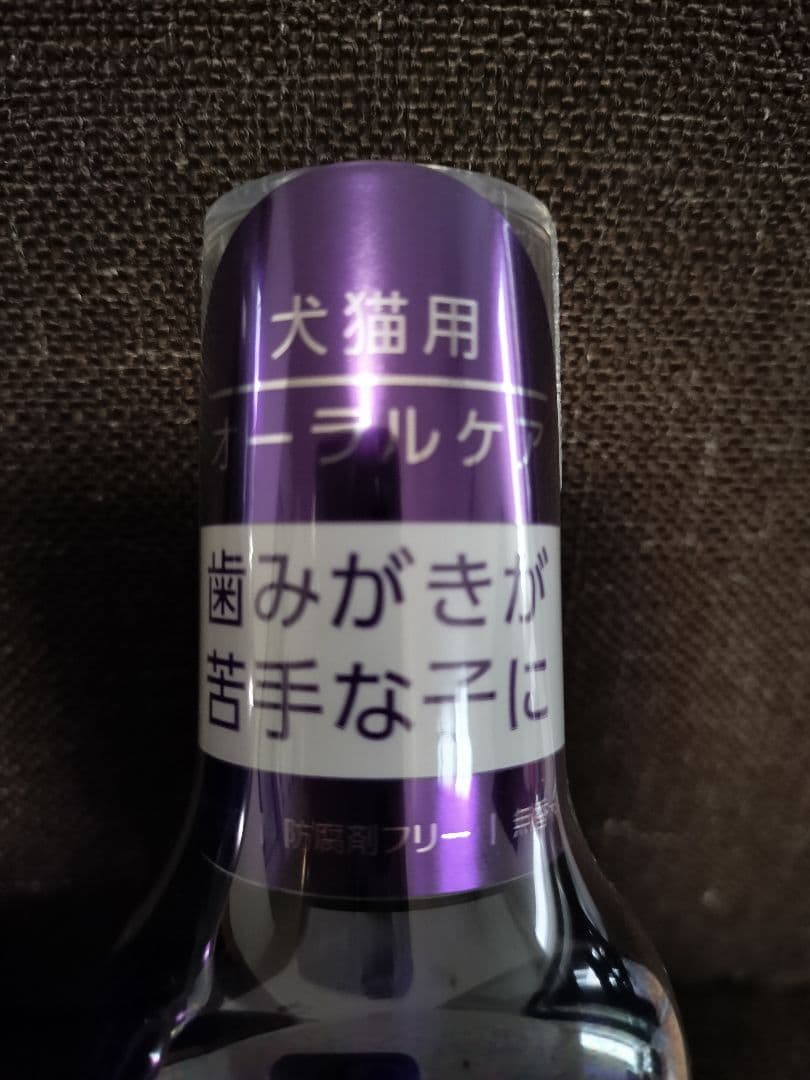 犬猫用
オーラルケア
歯みがきが
苦手な子に
防腐剤フリー |